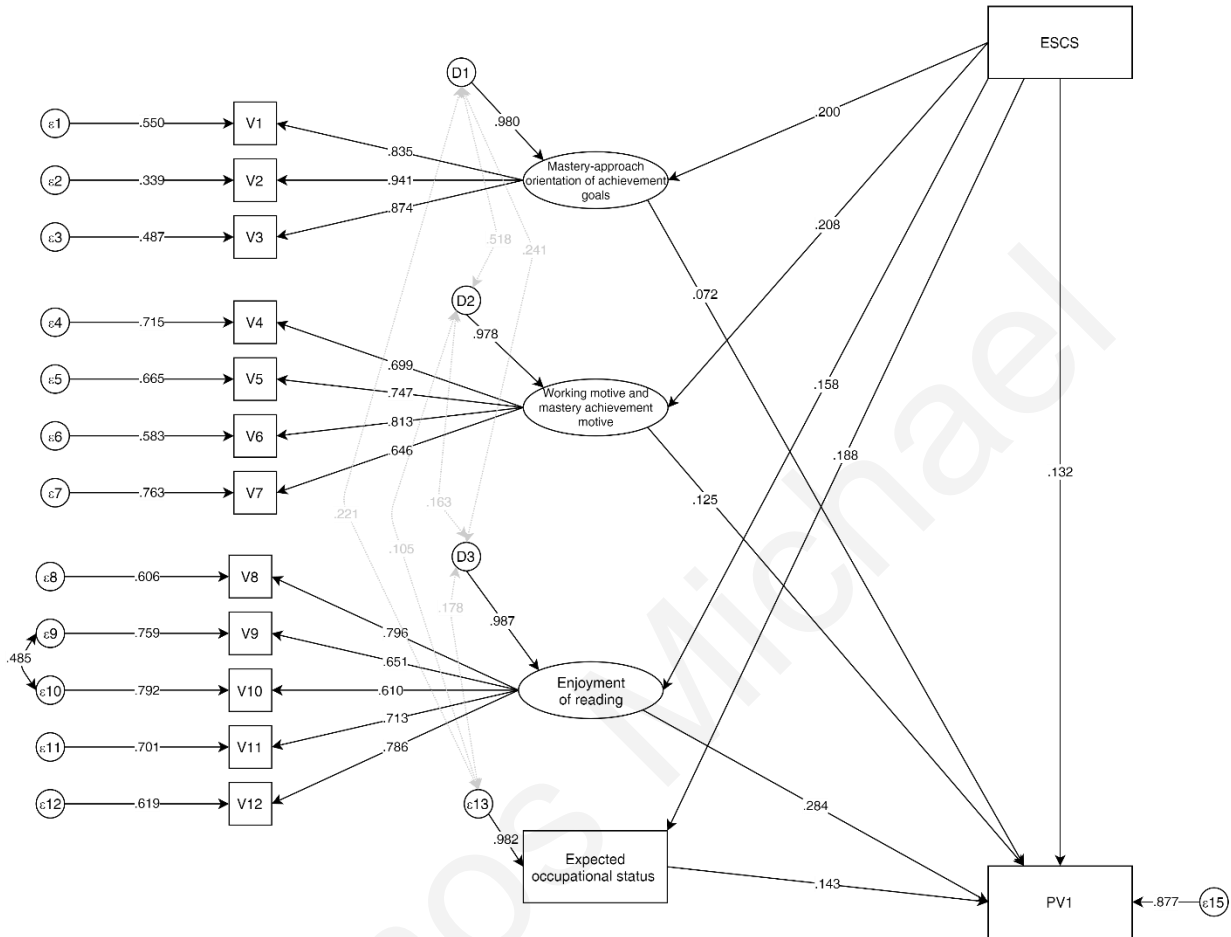 ESCS
D1
ε1
.550
V1
.980
.200
.835
Mastery-approach
orientation of achievement
goals
ε2
.339
V2
.941
.874
ε3
.487
V3
.208
.518
.241
D2
.072
ε4
.715
V4
.978
.699
ε5
.665
V5
.747
Working motive and
mastery achievement
motive
.158
ε6
.583
V6
.813
.646
.188
.132
ε7
.763
V7
.125
.221
.163
.105
D3
ε8
.606
V8
.178
.987
.796
ε9
.759
V9
.651
.485
ε10
.792
V10
.610
Enjoyment
of reading
.713
ε11
.701
V11
.786
ε12
.619
V12
ε13
.284
.982
Expected
occupational status
.143
PV1
.877
ε15
mos Michael